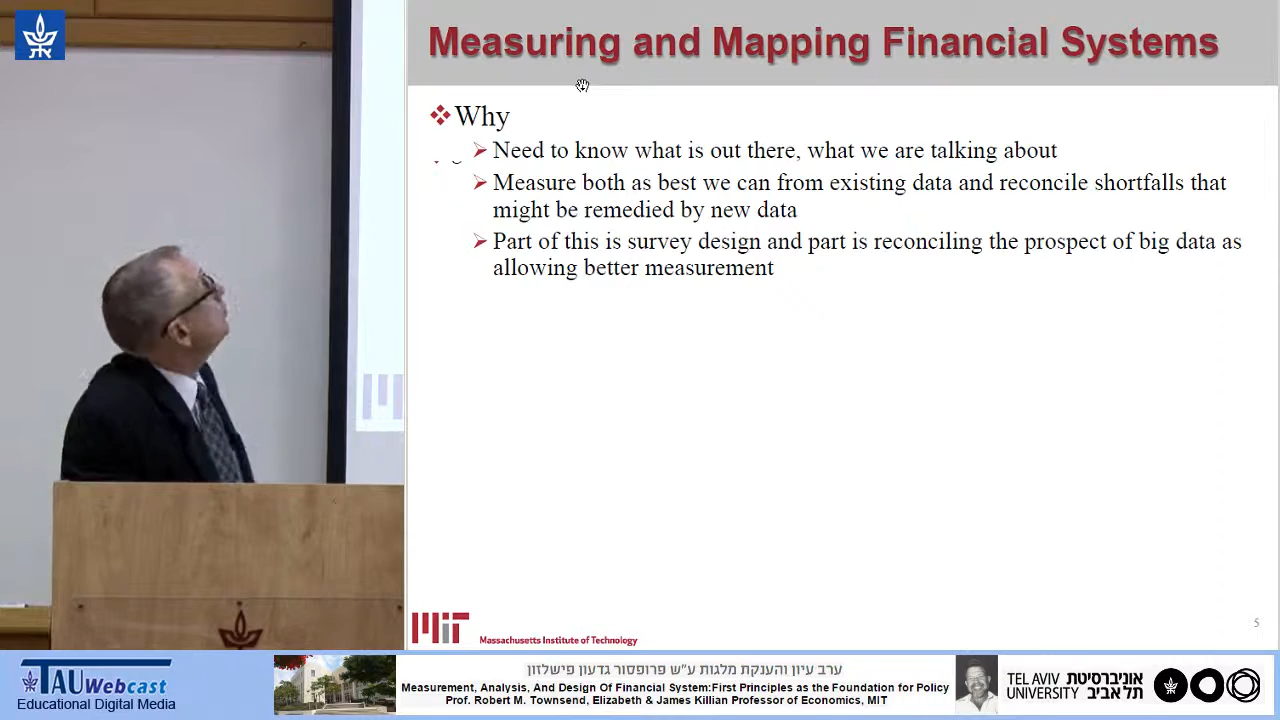 את
Measuring and Mapping Financial Systems
Why
Need to know what is out there, what we are talking about
Measure both as best we can from existing data and reconcile shortfalls that
might be remedied by new data
Part of this is survey design and part is reconciling the prospect of big data as
allowing better measurement
5
MIT
Massachusetts Institute of Technology
TAU Webcast
Educational Digital Media
ערב עיון והענקת מלגות ע״ש פרופסור גדעון פישלזון
Measurement, Analysis, And Design Of Financial System:First Principles as the Foundation for Policy
Prof. Robert M. Townsend, Elizabeth & James Killian Professor of Economics, MIT
TEL AVIV אוניברסיטת
UNIVERSITY תל אביב